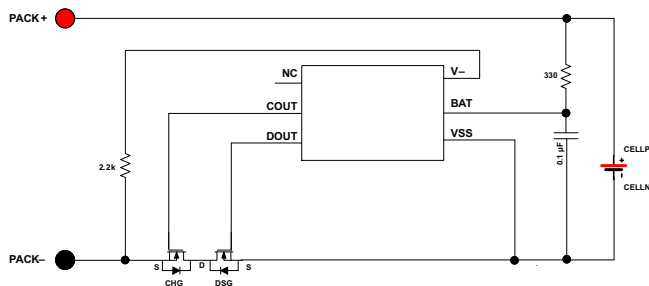 PACK+
NC
V–
330
COUT
BAT
DOUT
VSS
0.1 µF
CELLP
+
2.2k
-
CELLN
PACK–
S
D
S
CHG
DSG